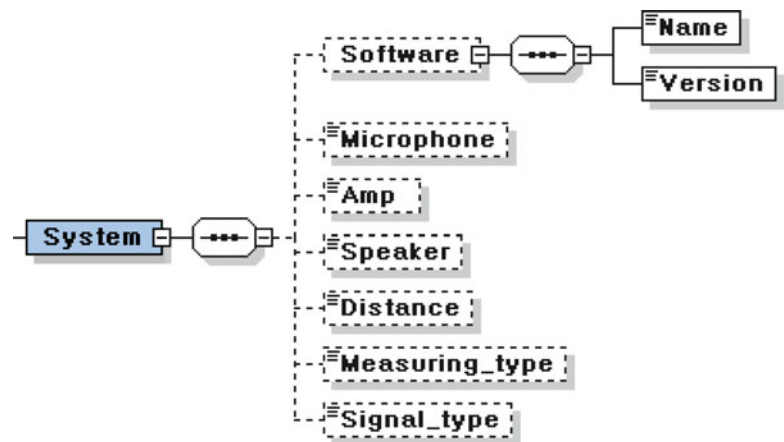 Software
Name
Version
Microphone
Amp
System
Speaker
Distance
Measuring_type
Signal_type